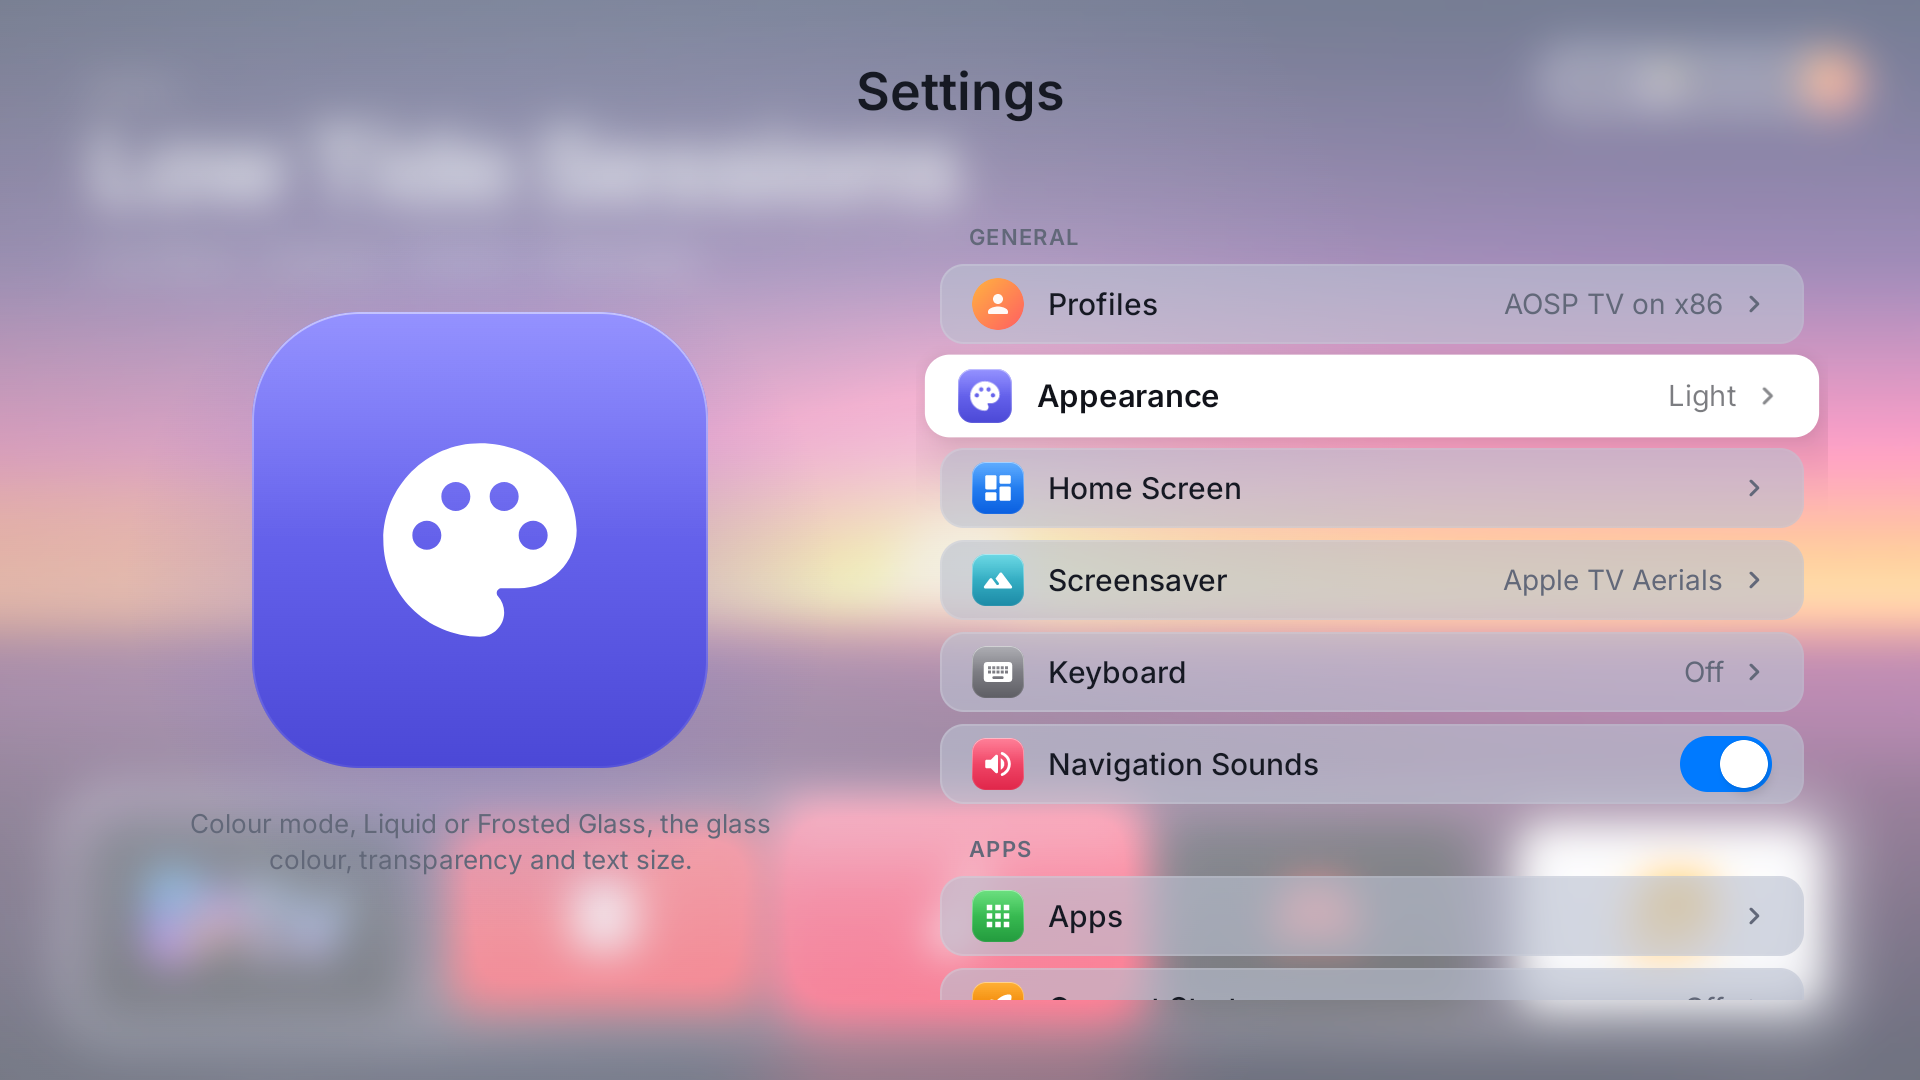 Settings
GENERAL
Profiles AOSP TV on x86
Appearance Light
Home Screen
Screensaver Apple TV Aerials
Keyboard Off
Navigation Sounds
Colour mode, Liquid or Frosted Glass, the glass
colour, transparency and text size.
APPS
Apps